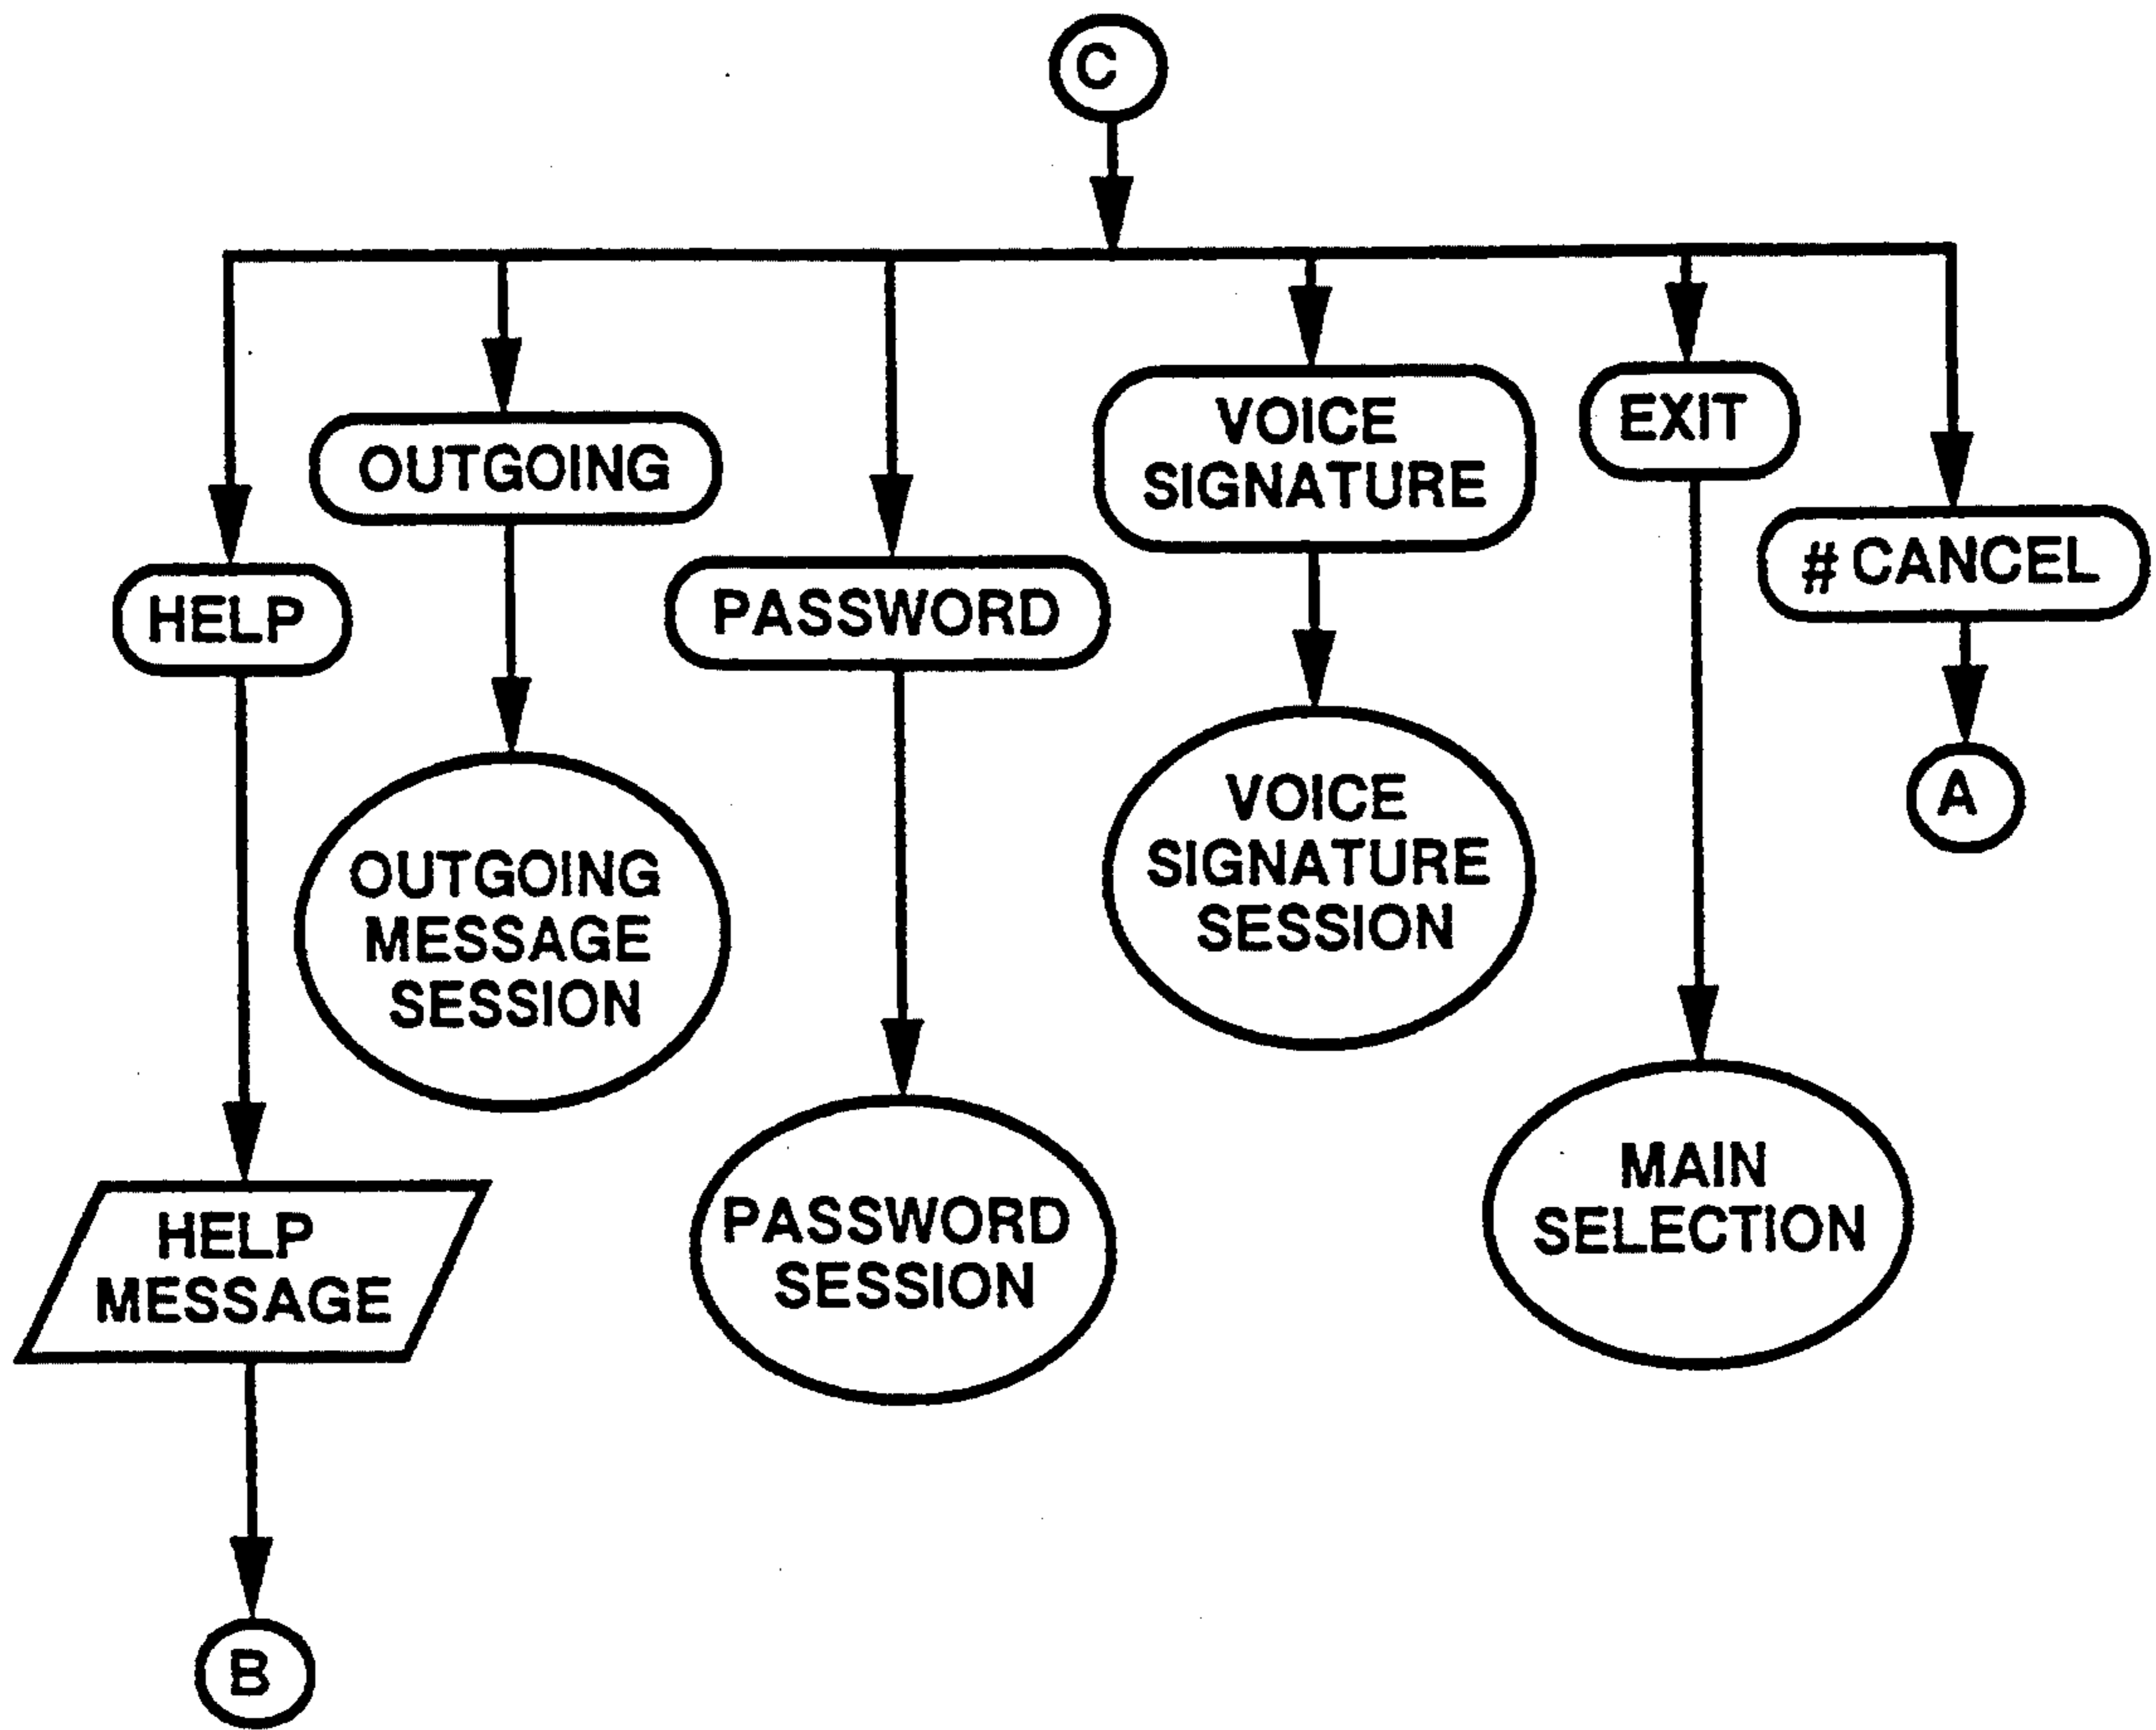 C
HELP
OUTGOING
PASSWORD
VOICE
SIGNATURE
EXIT
# CANCEL
OUTGOING
MESSAGE
SESSION
VOICE
SIGNATURE
SESSION
A
HELP
MESSAGE
PASSWORD
SESSION
MAIN
SELECTION
B